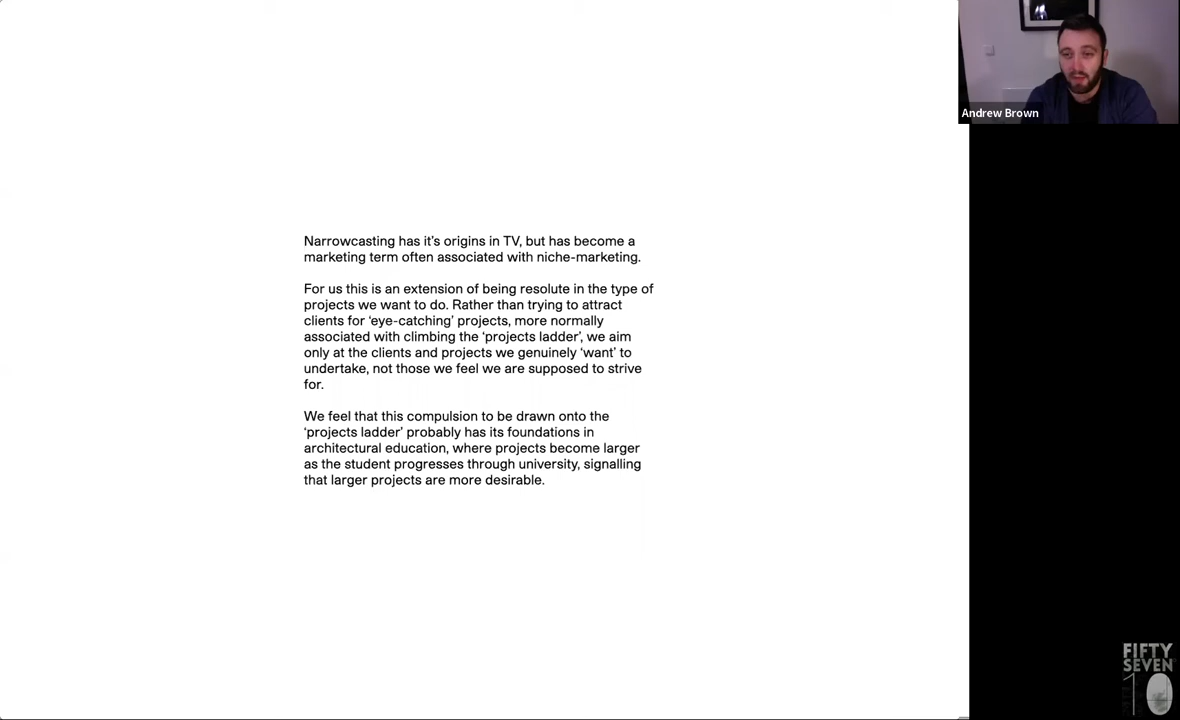 Narrowcasting has it's origins in TV, but has become a
marketing term often associated with niche-marketing.
For us this is an extension of being resolute in the type of
projects we want to do. Rather than trying to attract
clients for ‘eye-catching’ projects, more normally
associated with climbing the ‘projects ladder’, we aim
only at the clients and projects we genuinely ‘want’ to
undertake, not those we feel we are supposed to strive
for.
We feel that this compulsion to be drawn onto the
‘projects ladder’ probably has its foundations in
architectural education, where projects become larger
as the student progresses through university, signalling
that larger projects are more desirable.
Andrew Brown
FIFTY
SEVEN
10